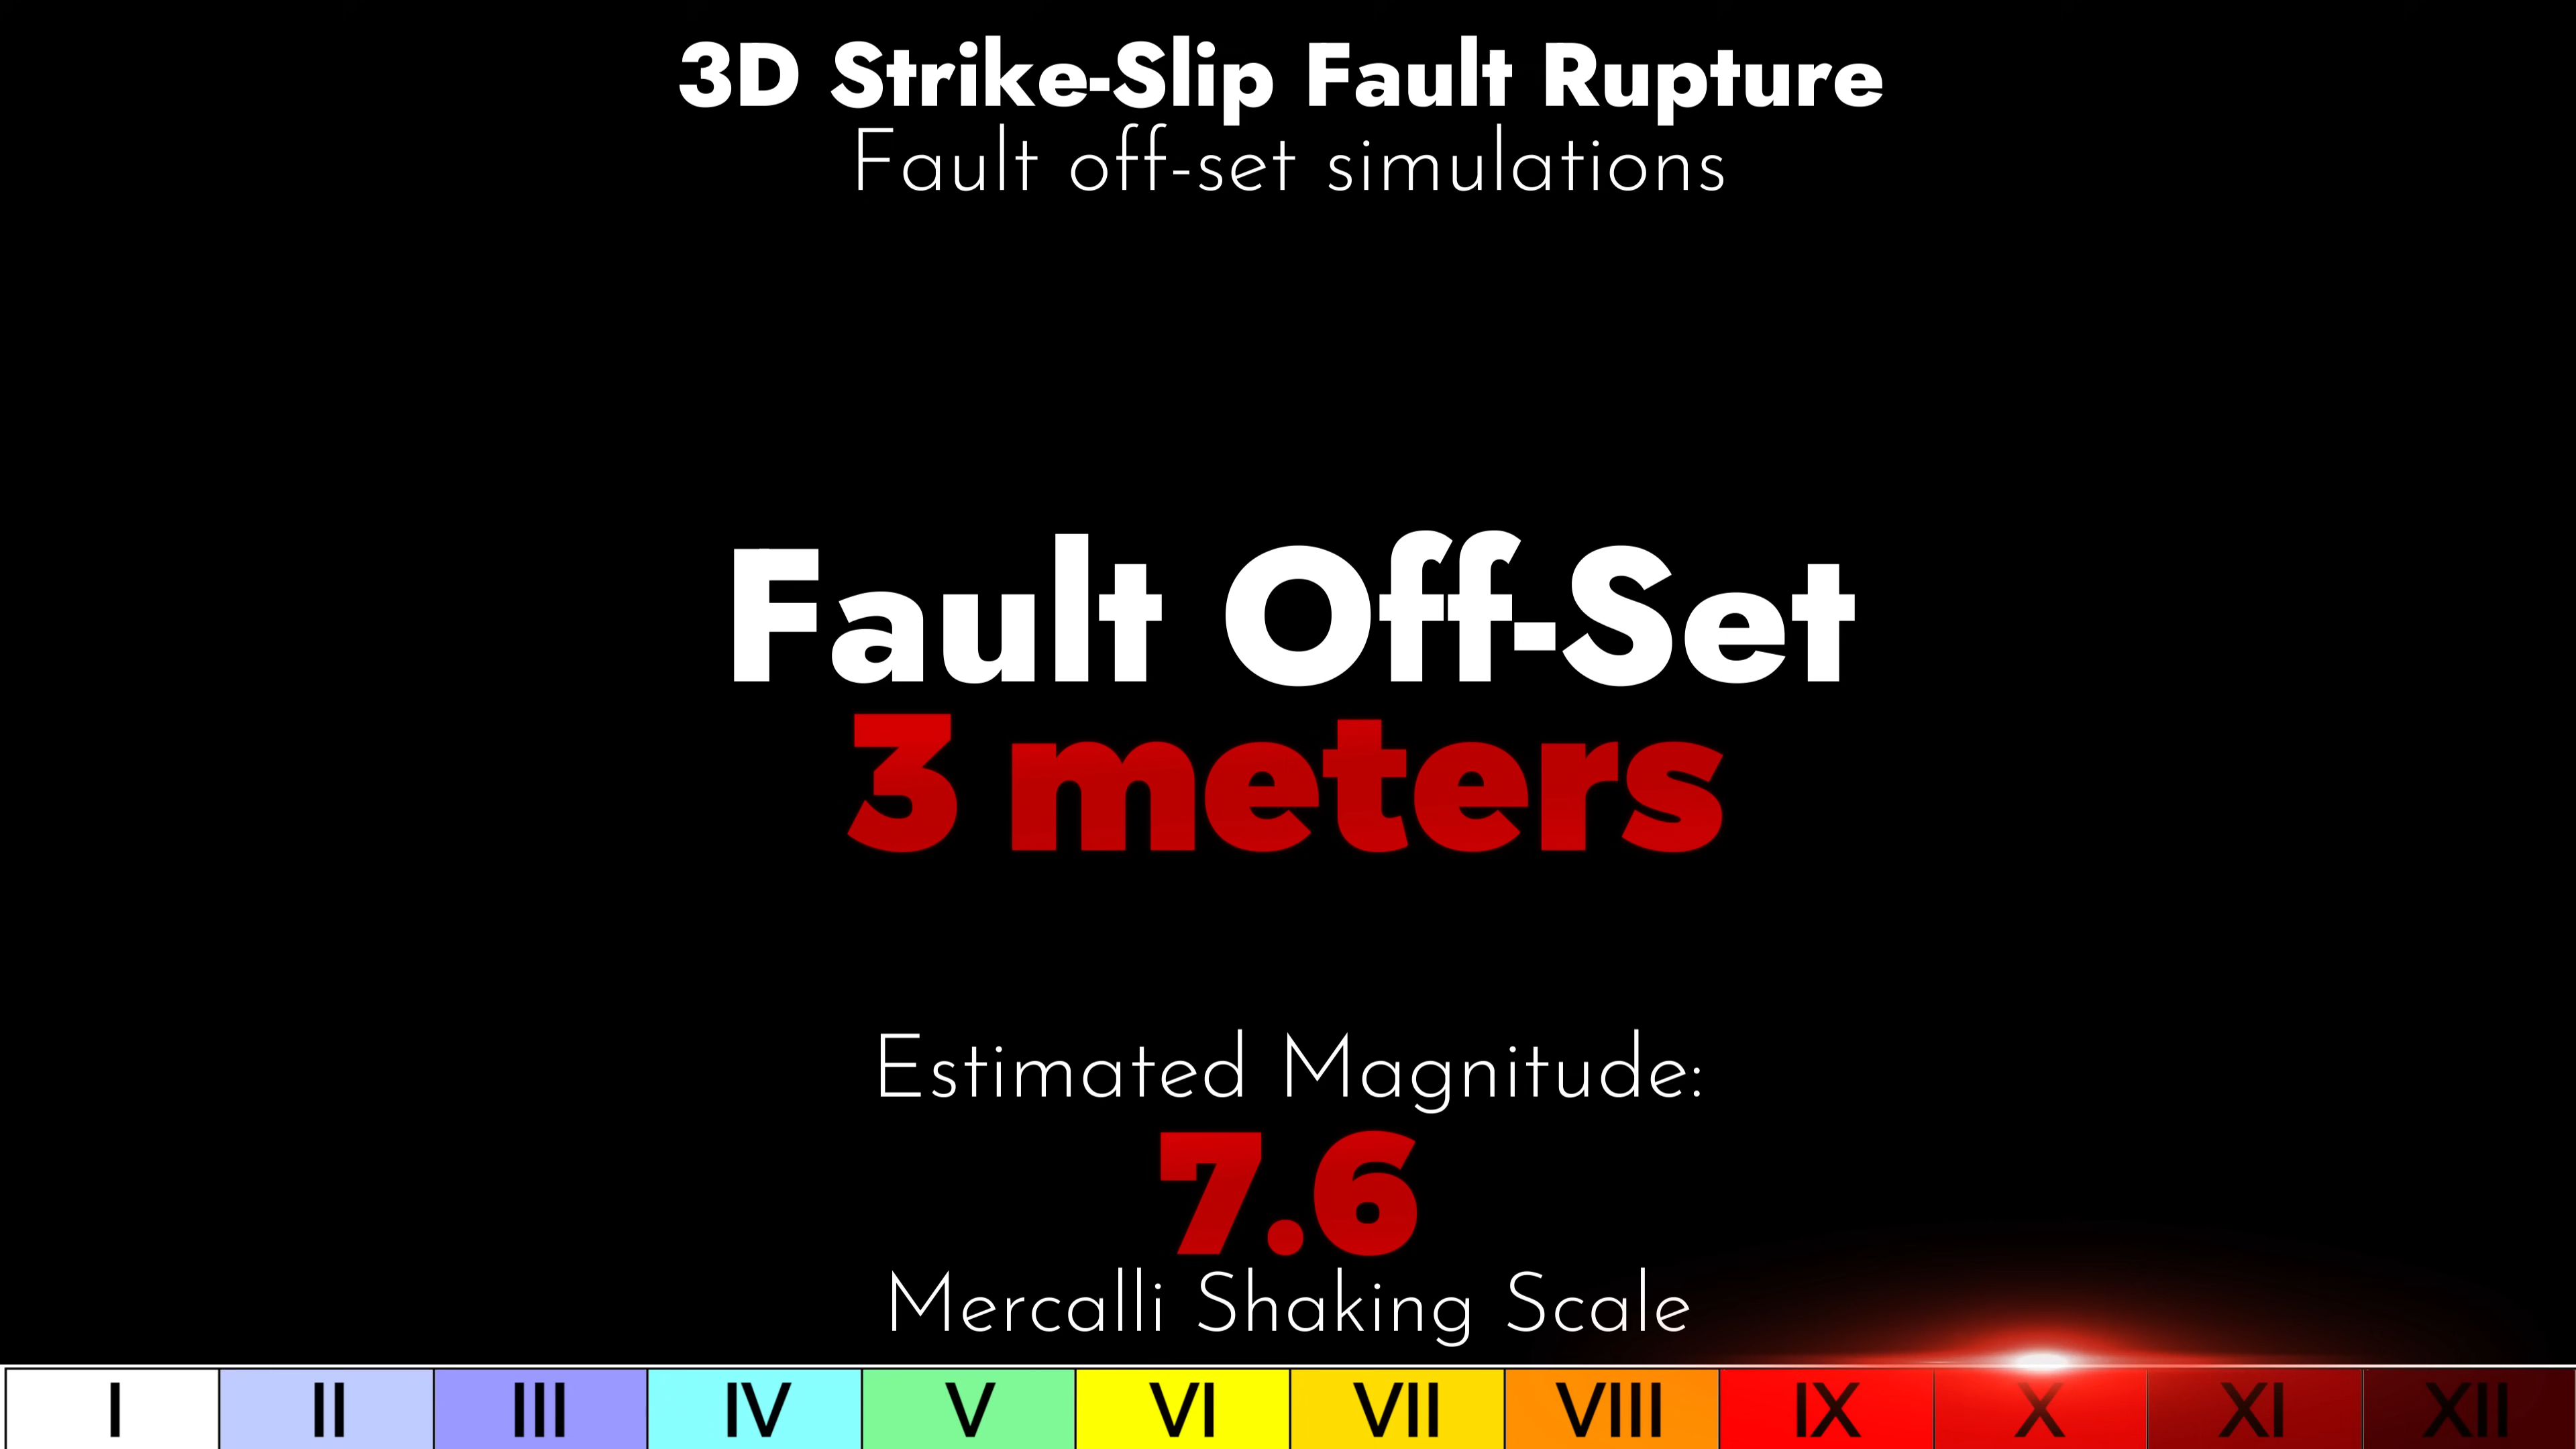 3D Strike-Slip Fault Rupture
Fault off-set simulations
Fault Off-Set
3 meters
Estimated Magnitude:
7.6
Mercalli Shaking Scale
I II III IV V VI VII VIII IX X XI XII